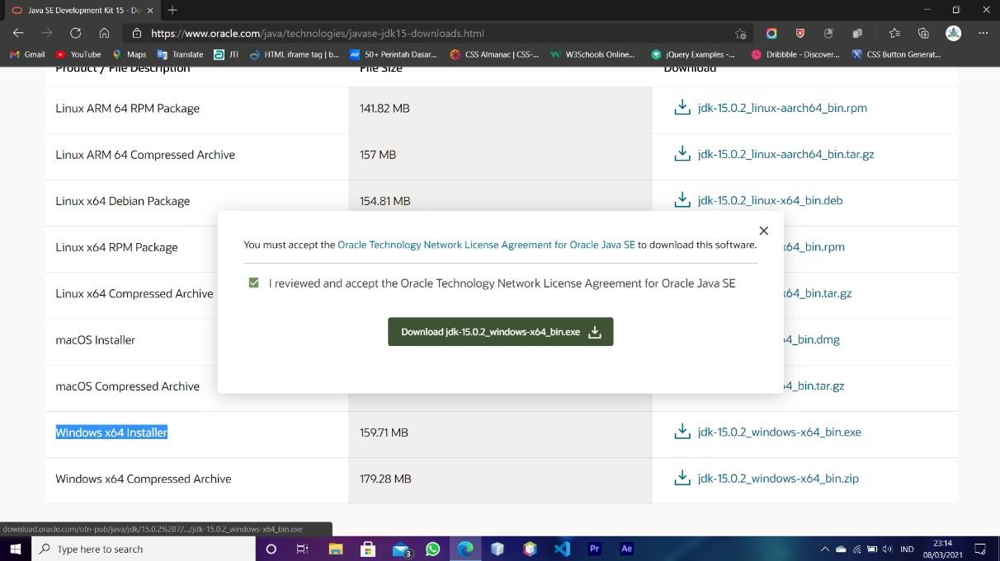 Java SE Development Kit 15 - Do
https://www.oracle.com/java/technologies/javase-jdk15-downloads.html
Gmail YouTube Maps Translate JTI HTML iframe tag | b... 50+ Perintah Dasar... CSS Almanac | CSS-... W3Schools Online... jQuery Examples -... Dribbble - Discover... CSS Button Generat...
Product / File Description File Size Download
Linux ARM 64 RPM Package 141.82 MB jdk-15.0.2_linux-aarch64_bin.rpm
Linux ARM 64 Compressed Archive 157 MB jdk-15.0.2_linux-aarch64_bin.tar.gz
Linux x64 Debian Package 154.81 MB jdk-15.0.2_linux-x64_bin.deb
You must accept the Oracle Technology Network License Agreement for Oracle Java SE to download this software.
Linux x64 RPM Package x64_bin.rpm
I reviewed and accept the Oracle Technology Network License Agreement for Oracle Java SE
Linux x64 Compressed Archive x64_bin.tar.gz
Download jdk-15.0.2_windows-x64_bin.exe
macOS Installer 4_bin.dmg
macOS Compressed Archive 4_bin.tar.gz
Windows x64 Installer 159.71 MB jdk-15.0.2_windows-x64_bin.exe
Windows x64 Compressed Archive 179.28 MB jdk-15.0.2_windows-x64_bin.zip
download.oracle.com/otn-pub/java/jdk/15.0.2%2B7/.../jdk-15.0.2_windows-x64_bin.exe
Type here to search 3 Pr Ae IND 23:14
08/03/2021